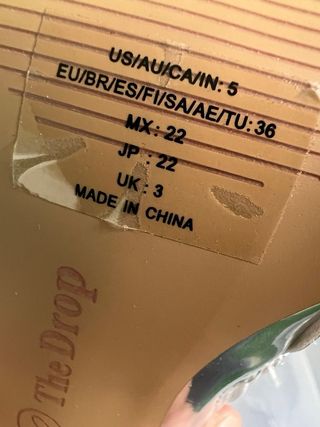 US/AU/CA/IN: 5
EU/BR/ES/FI/SA/AE/TU: 36
MX: 22
JP : 22
UK : 3
MADE IN CHINA
The Drop